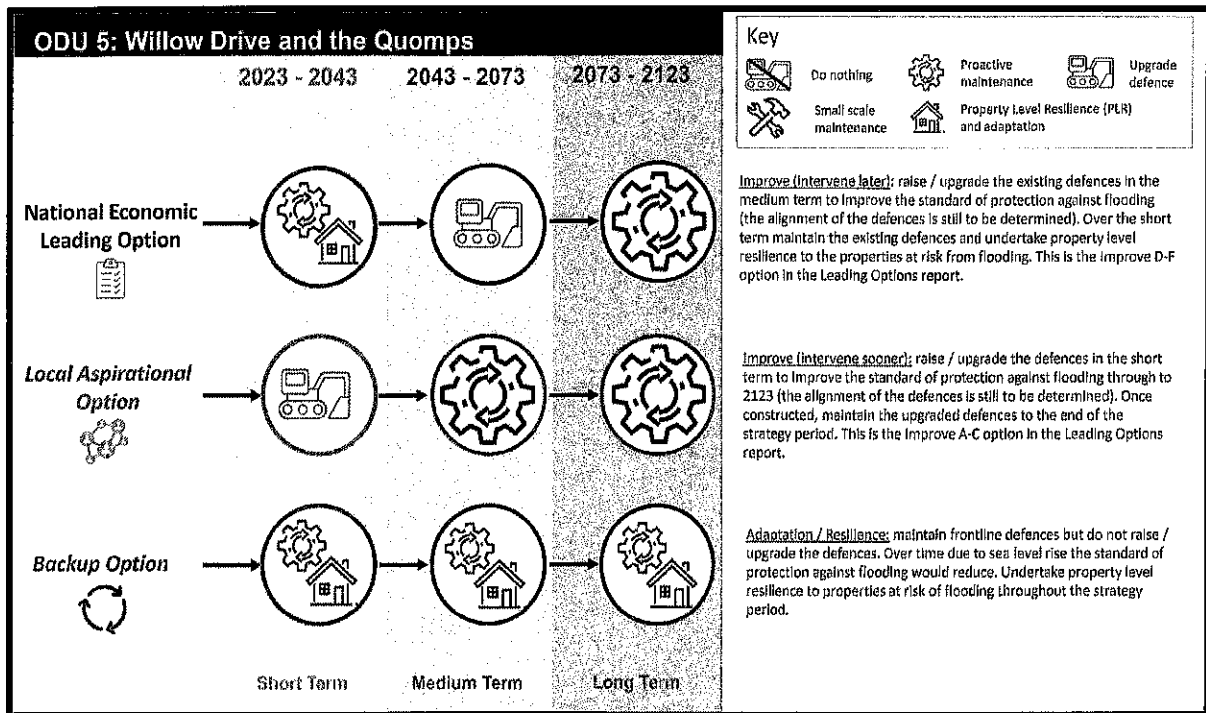 ODU 5: Willow Drive and the Quomps
2023 - 2043
2043 - 2073
2073 - 2123
Key
Do nothing
Proactive
maintenance
Upgrade
defence
Small scale
maintenance
Property Level Resilience (PLR)
and adaptation
National Economic
Leading Option
Improve (intervene later): raise / upgrade the existing defences in the
medium term to improve the standard of protection against flooding
(the alignment of the defences is still to be determined). Over the short
term maintain the existing defences and undertake property level
resilience to the properties at risk from flooding. This is the Improve D-F
option in the Leading Options report.
Local Aspirational
Option
Improve (intervene sooner): raise / upgrade the defences in the short
term to improve the standard of protection against flooding through to
2123 (the alignment of the defences is still to be determined). Once
constructed, maintain the upgraded defences to the end of the
strategy period. This is the Improve A-C option in the Leading Options
report.
Backup Option
Adaptation / Resilience: maintain frontline defences but do not raise /
upgrade the defences. Over time due to sea level rise the standard of
protection against flooding would reduce. Undertake property level
resilience to properties at risk of flooding throughout the strategy
period.
Short Term
Medium Term
Long Term